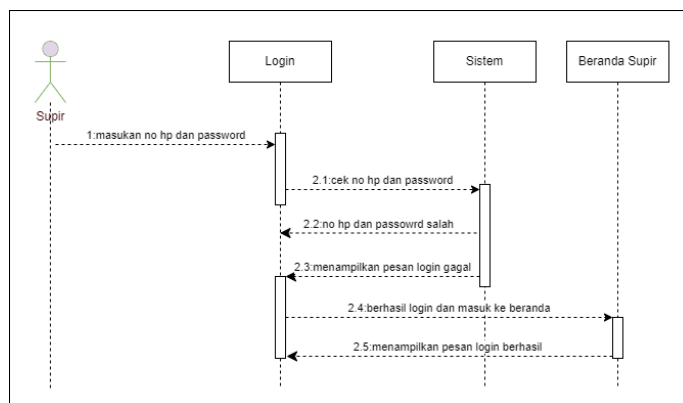 Login
Sistem
Beranda Supir
Supir
1:masukan no hp dan password
2.1:cek no hp dan password
2.2:no hp dan passowrd salah
2.3:menampilkan pesan login gagal
2.4:berhasil login dan masuk ke beranda
2.5:menampilkan pesan login berhasil